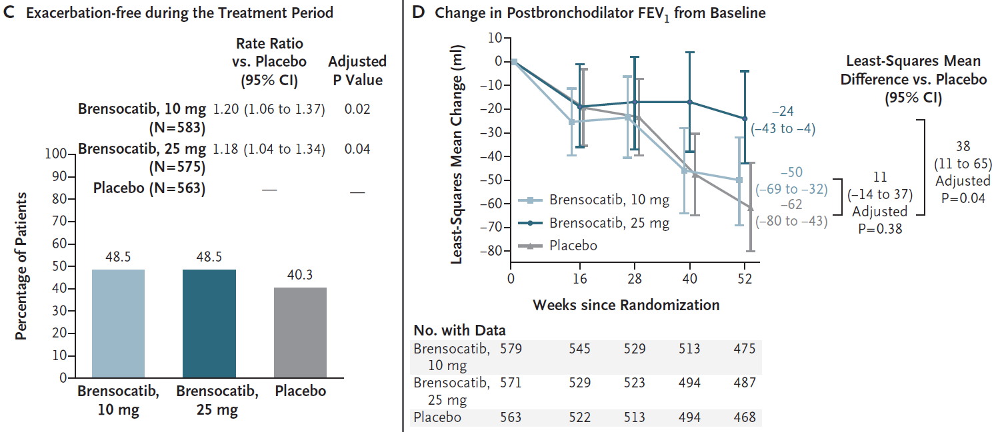 C Exacerbation-free during the Treatment Period
Rate Ratio
vs. Placebo
(95% CI)
Adjusted
P Value
Brensocatib, 10 mg 1.20 (1.06 to 1.37) 0.02
(N=583)
Brensocatib, 25 mg 1.18 (1.04 to 1.34) 0.04
(N=575)
Placebo (N=563) — —
Percentage of Patients
100
90
80
70
60
50
40
30
20
10
0
48.5
48.5
40.3
Brensocatib,
10 mg
Brensocatib,
25 mg
Placebo
D Change in Postbronchodilator FEV₁ from Baseline
Least-Squares Mean Change (ml)
10
0
−10
−20
−30
−40
−50
−60
−70
−80
Brensocatib, 10 mg
Brensocatib, 25 mg
Placebo
−24
(−43 to −4)
−50
(−69 to −32)
−62
(−80 to −43)
Least-Squares Mean
Difference vs. Placebo
(95% CI)
11
(−14 to 37)
Adjusted
P=0.38
38
(11 to 65)
Adjusted
P=0.04
0 16 28 40 52
Weeks since Randomization
No. with Data
Brensocatib, 579 545 529 513 475
10 mg
Brensocatib, 571 529 523 494 487
25 mg
Placebo 563 522 513 494 468